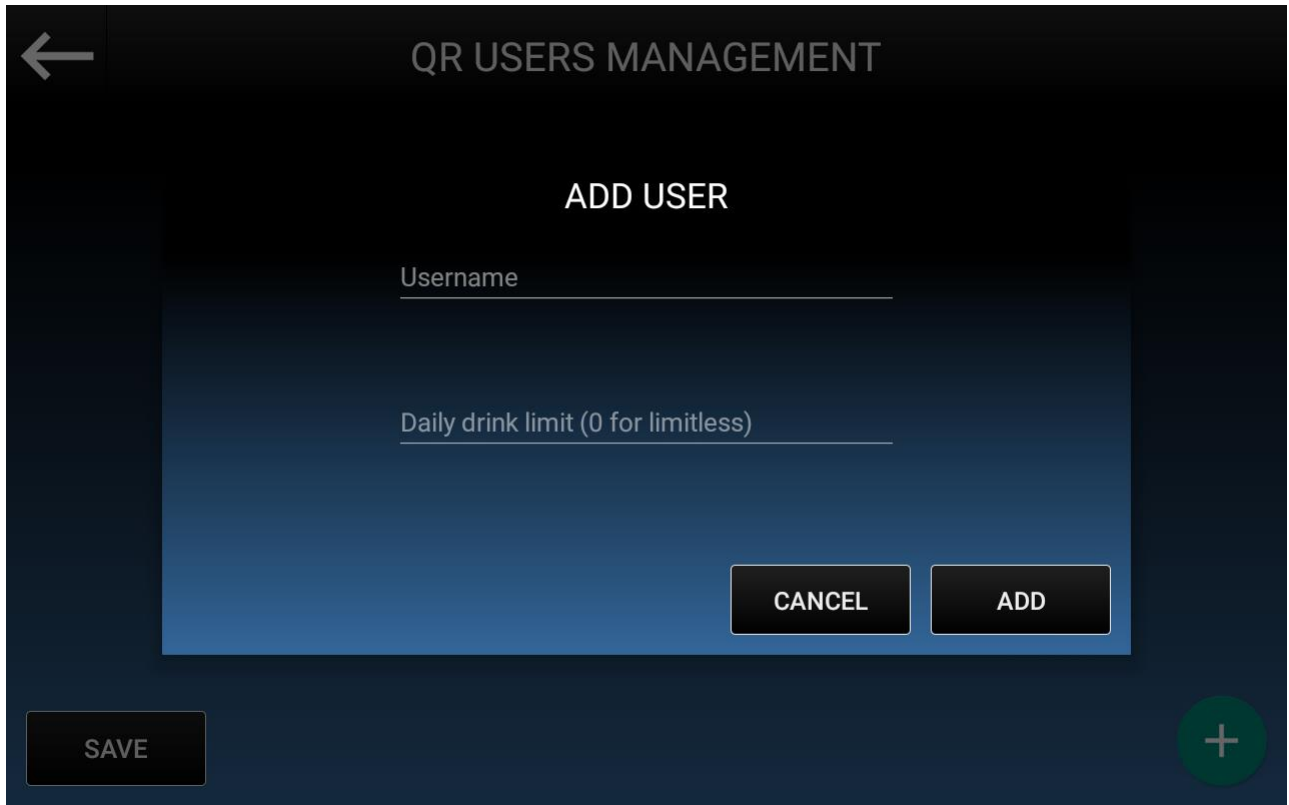 QR USERS MANAGEMENT
ADD USER
Username
Daily drink limit (0 for limitless)
CANCEL
ADD
SAVE
+